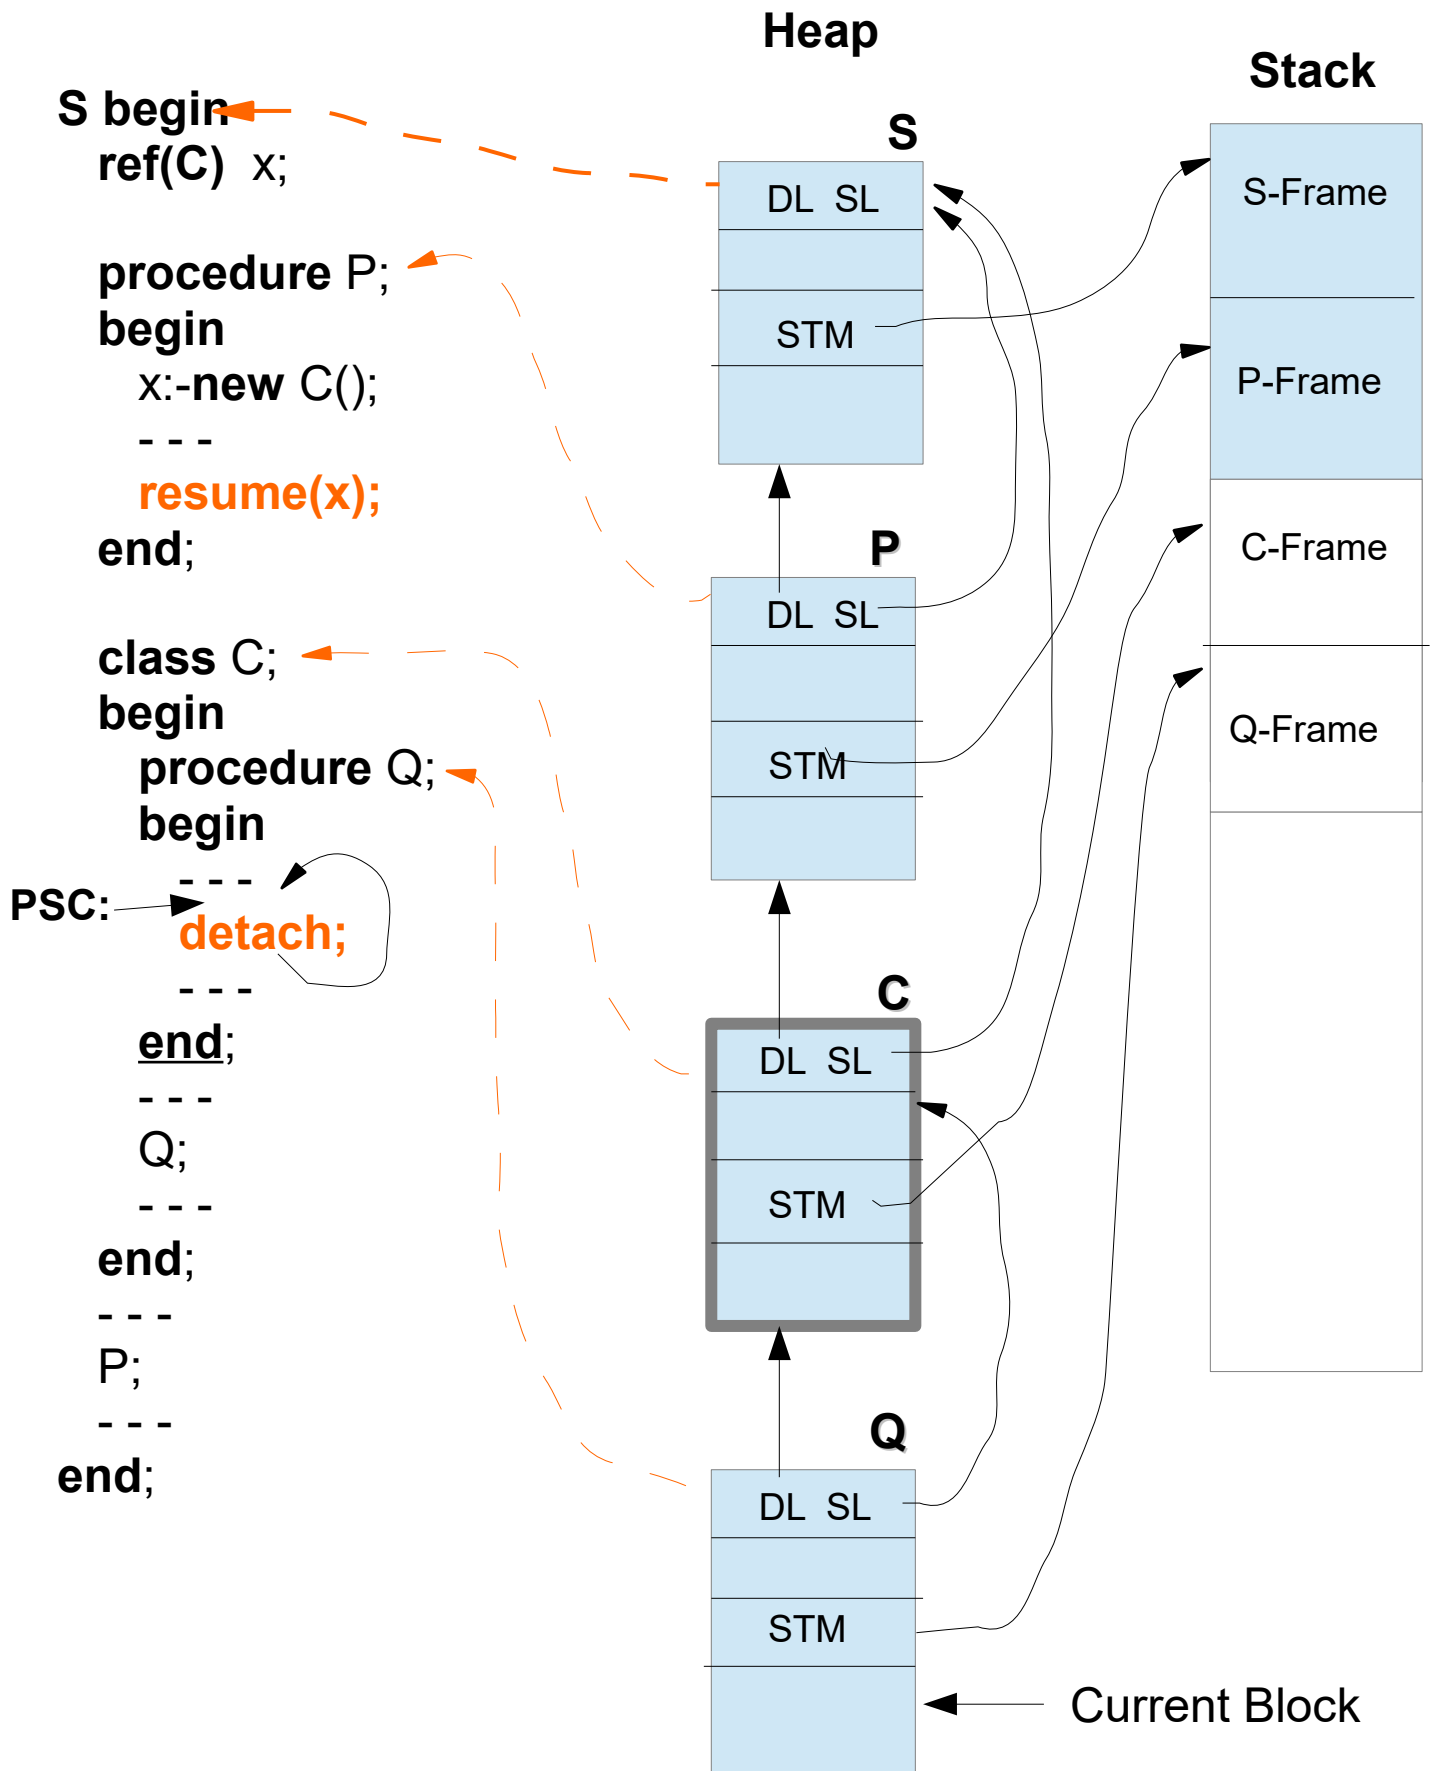 Heap
Stack
S begin
ref(C) x;
procedure P;
begin
x:-new C();
- - -
resume(x);
end;
class C;
begin
procedure Q;
begin
- - -
PSC:
detach;
- - -
end;
- - -
Q;
- - -
end;
- - -
P;
- - -
end;
S
DL SL
STM
P
DL SL
STM
C
DL SL
STM
Q
DL SL
STM
Current Block
S-Frame
P-Frame
C-Frame
Q-Frame